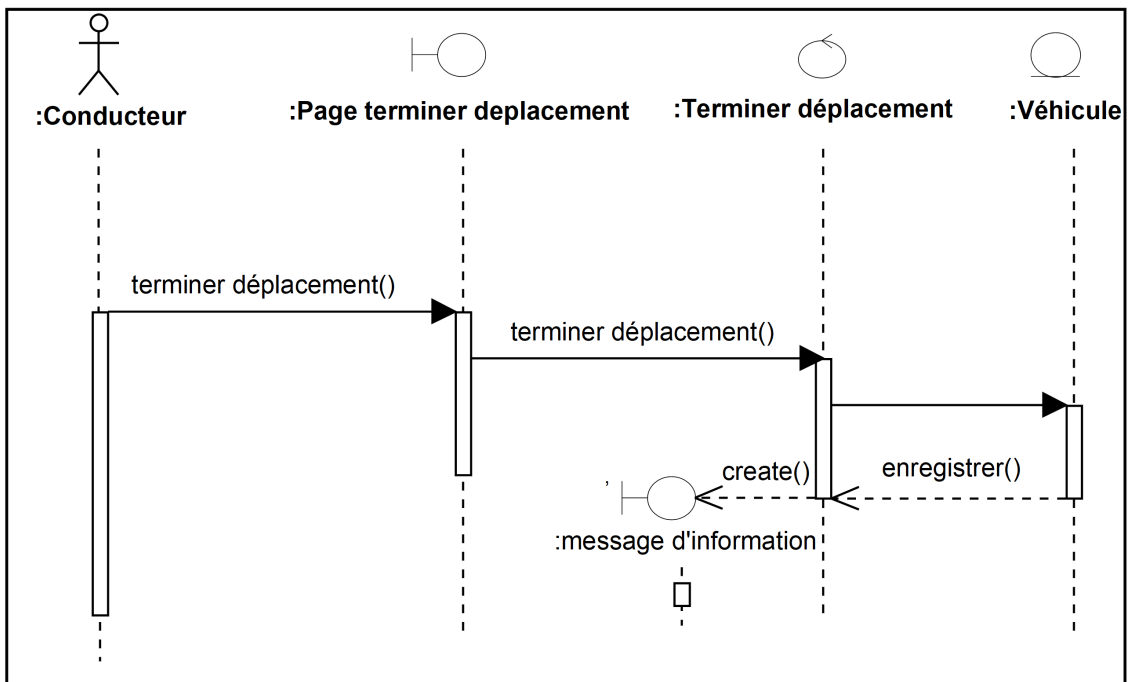 :Conducteur
:Page terminer deplacement
:Terminer déplacement
:Véhicule
terminer déplacement()
terminer déplacement()
create()
enregistrer()
,
:message d'information